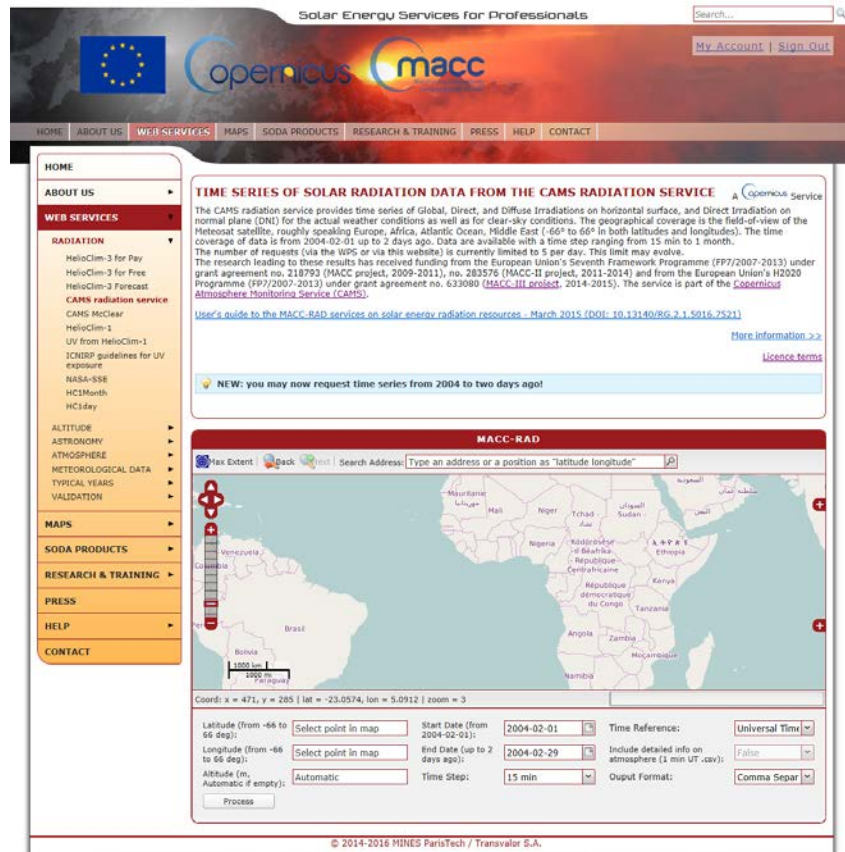 Solar Energy Services for Professionals
Search...
My Account | Sign Out
opernicus macc
HOME ABOUT US WEB SERVICES MAPS SODA PRODUCTS RESEARCH & TRAINING PRESS HELP CONTACT
HOME
ABOUT US
WEB SERVICES
RADIATION
HelioClim-3 for Pay
HelioClim-3 for Free
HelioClim-3 Forecast
CAMS radiation service
CAMS McClear
HelioClim-1
UV from HelioClim-1
ICNIRP guidelines for UV
exposure
NASA-SSE
HC1Month
HC1day
ALTITUDE
ASTRONOMY
ATMOSPHERE
METEOROLOGICAL DATA
TYPICAL YEARS
VALIDATION
MAPS
SODA PRODUCTS
RESEARCH & TRAINING
PRESS
HELP
CONTACT
TIME SERIES OF SOLAR RADIATION DATA FROM THE CAMS RADIATION SERVICE
A opernicus Service
The CAMS radiation service provides time series of Global, Direct, and Diffuse Irradiations on horizontal surface, and Direct Irradiation on
normal plane (DNI) for the actual weather conditions as well as for clear-sky conditions. The geographical coverage is the field-of-view of the
Meteosat satellite, roughly speaking Europe, Africa, Atlantic Ocean, Middle East (-66° to 66° in both latitudes and longitudes). The time
coverage of data is from 2004-02-01 up to 2 days ago. Data are available with a time step ranging from 15 min to 1 month.
The number of requests (via the WPS or via this website) is currently limited to 5 per day. This limit may evolve.
The research leading to these results has received funding from the European Union's Seventh Framework Programme (FP7/2007-2013) under
grant agreement no. 218793 (MACC project, 2009-2011), no. 283576 (MACC-II project, 2011-2014) and from the European Union's H2020
Programme (FP7/2007-2013) under grant agreement no. 633080 (MACC-III project, 2014-2015). The service is part of the Copernicus
Atmosphere Monitoring Service (CAMS).
User's guide to the MACC-RAD services on solar energy radiation resources - March 2015 (DOI: 10.13140/RG.2.1.5016.7521)
More information >>
Licence terms
NEW: you may now request time series from 2004 to two days ago!
MACC-RAD
Max Extent | Back Next | Search Address: Type an address or a position as "latitude longitude"
Mauritanie
موريتانيا
Mali
Niger
Tchad
تشاد
Soudan
السودان
السعودية
اليمن
سلطنة عمان
Nigeria
Ködörösêse
tî Bêafrîka
- République
Centrafricaine
Ethiopia
République
démocratique
du Congo
Kenya
Tanzania
Angola
Zambia
Moçambique
Namibia
Venezuela
Colombia
Brasil
Bolivia
Paraguay
1000 km
1000 mi
Coord: x = 471, y = 285 | lat = -23.0574, lon = 5.0912 | zoom = 3
Latitude (from -66 to
66 deg):
Select point in map
Start Date (from
2004-02-01):
2004-02-01
Time Reference:
Universal Time
Longitude (from -66
to 66 deg):
Select point in map
End Date (up to 2
days ago):
2004-02-29
Include detailed info on
atmosphere (1 min UT .csv):
False
Altitude (m,
Automatic if empty):
Automatic
Time Step:
15 min
Ouput Format:
Comma Separ
Process
© 2014-2016 MINES ParisTech / Transvalor S.A.